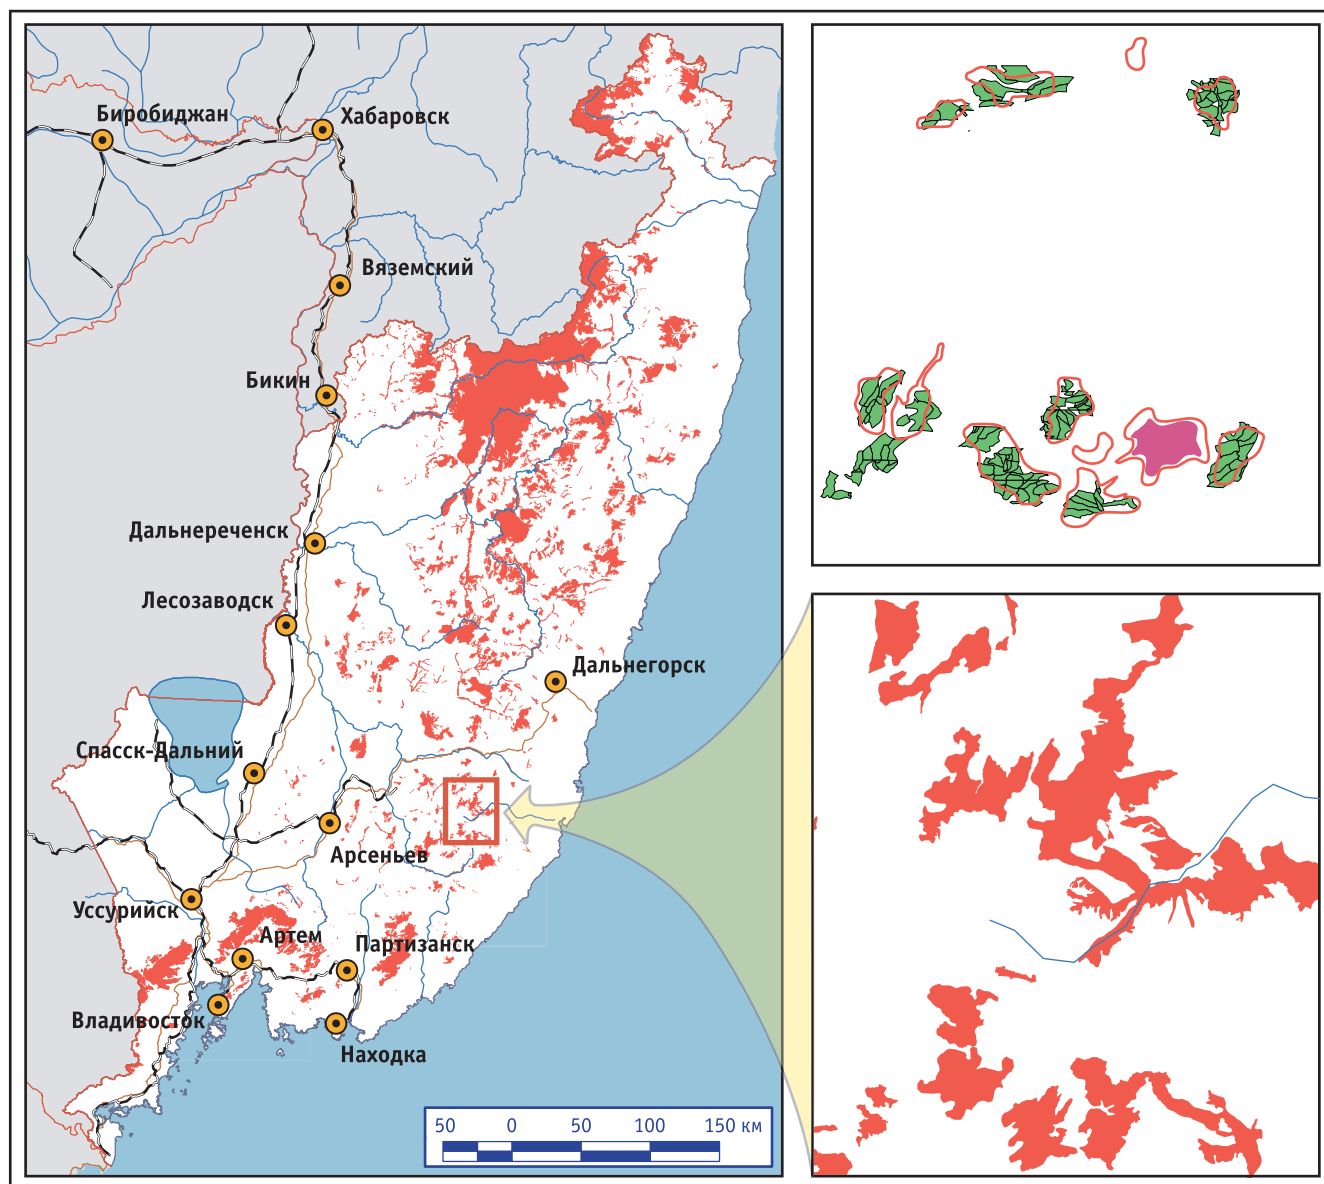 Биробиджан
Хабаровск
Вяземский
Бикин
Дальнереченск
Лесозаводск
Дальнегорск
Спасск-Дальний
Арсеньев
Уссурийск
Артем
Партизанск
Владивосток
Находка
50 0 50 100 150 км